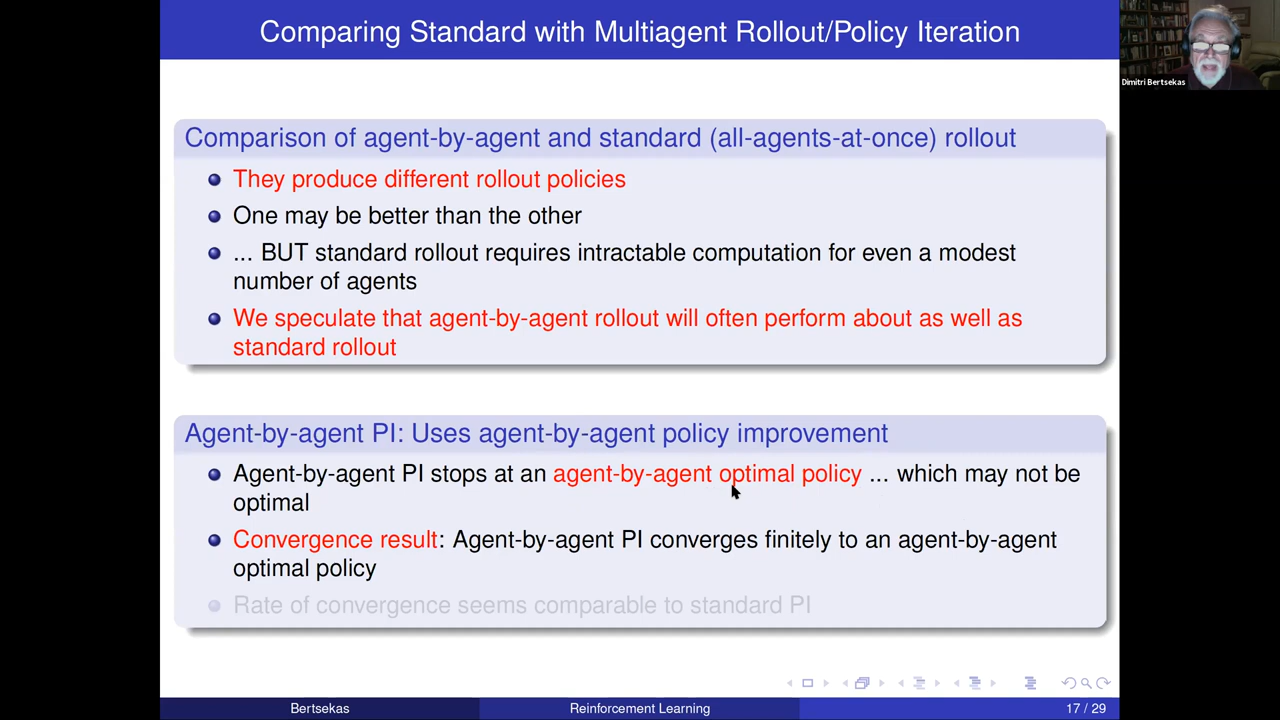 Comparing Standard with Multiagent Rollout/Policy Iteration
Dimitri Bertsekas
Comparison of agent-by-agent and standard (all-agents-at-once) rollout
They produce different rollout policies
One may be better than the other
... BUT standard rollout requires intractable computation for even a modest
number of agents
We speculate that agent-by-agent rollout will often perform about as well as
standard rollout
Agent-by-agent PI: Uses agent-by-agent policy improvement
Agent-by-agent PI stops at an agent-by-agent optimal policy ... which may not be
optimal
Convergence result: Agent-by-agent PI converges finitely to an agent-by-agent
optimal policy
Rate of convergence seems comparable to standard PI
Bertsekas
Reinforcement Learning
17 / 29